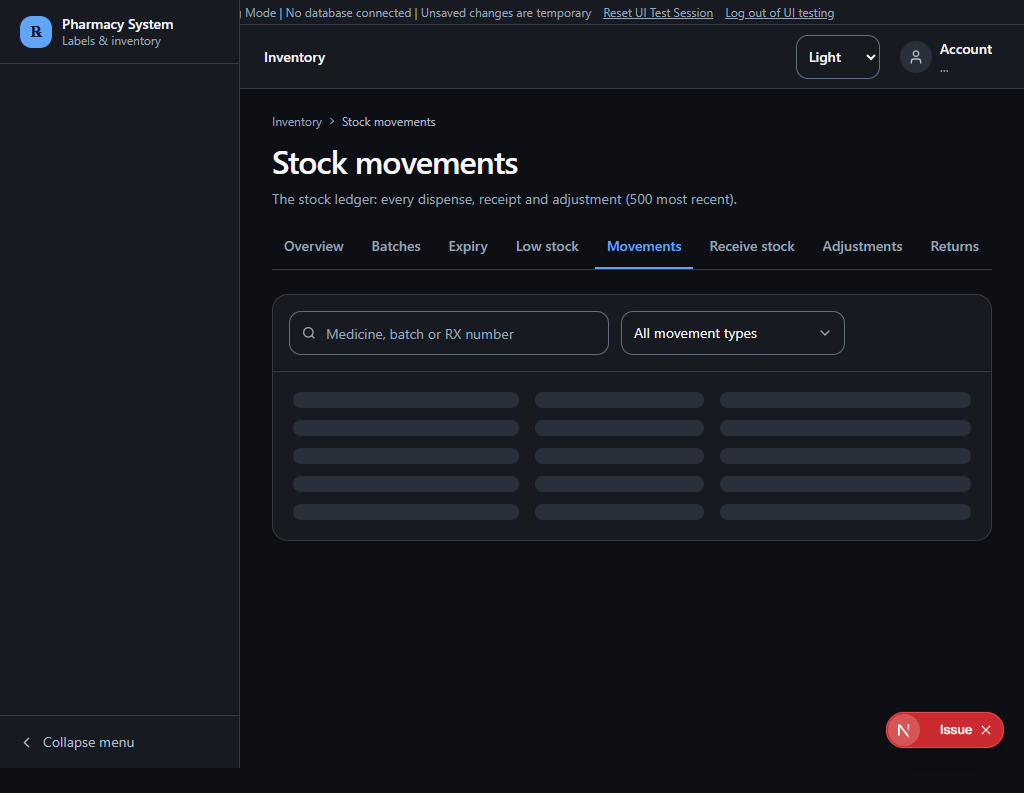 ℞
Pharmacy System
Labels & inventory
Mode | No database connected | Unsaved changes are temporary Reset UI Test Session Log out of UI testing
Inventory
Light
Account
...
Inventory > Stock movements
Stock movements
The stock ledger: every dispense, receipt and adjustment (500 most recent).
Overview Batches Expiry Low stock Movements Receive stock Adjustments Returns
Medicine, batch or RX number
All movement types
Collapse menu
N Issue